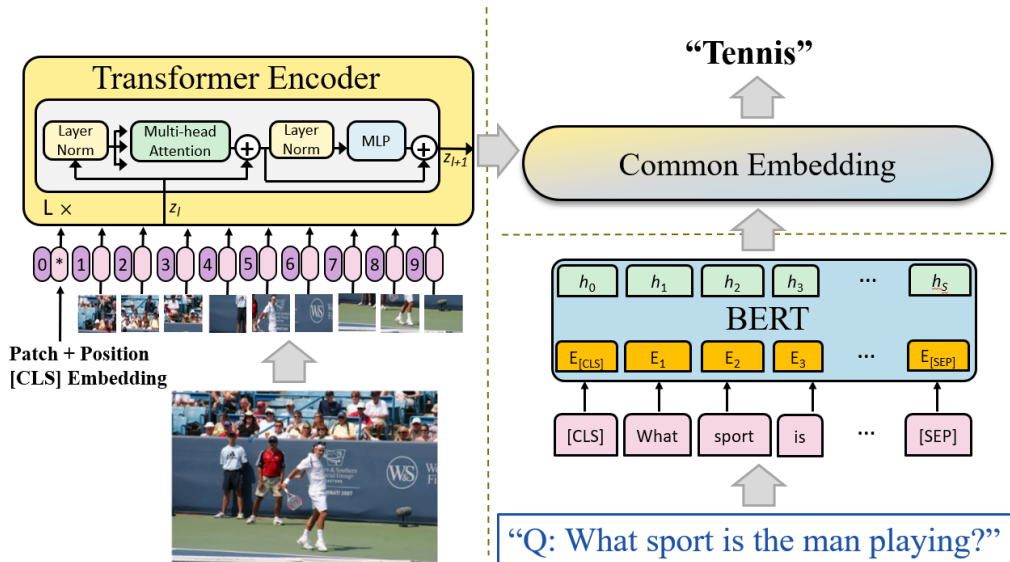 “Tennis”
Transformer Encoder
Layer
Norm
Multi-head
Attention
+
Layer
Norm
MLP
+
z_{l+1}
L ×
z_l
Common Embedding
0 * 1 2 3 4 5 6 7 8 9
Patch + Position
[CLS] Embedding
W&S
h_0 h_1 h_2 h_3 ... h_S
BERT
E_[CLS] E_1 E_2 E_3 ... E_[SEP]
[CLS] What sport is ... [SEP]
“Q: What sport is the man playing?”